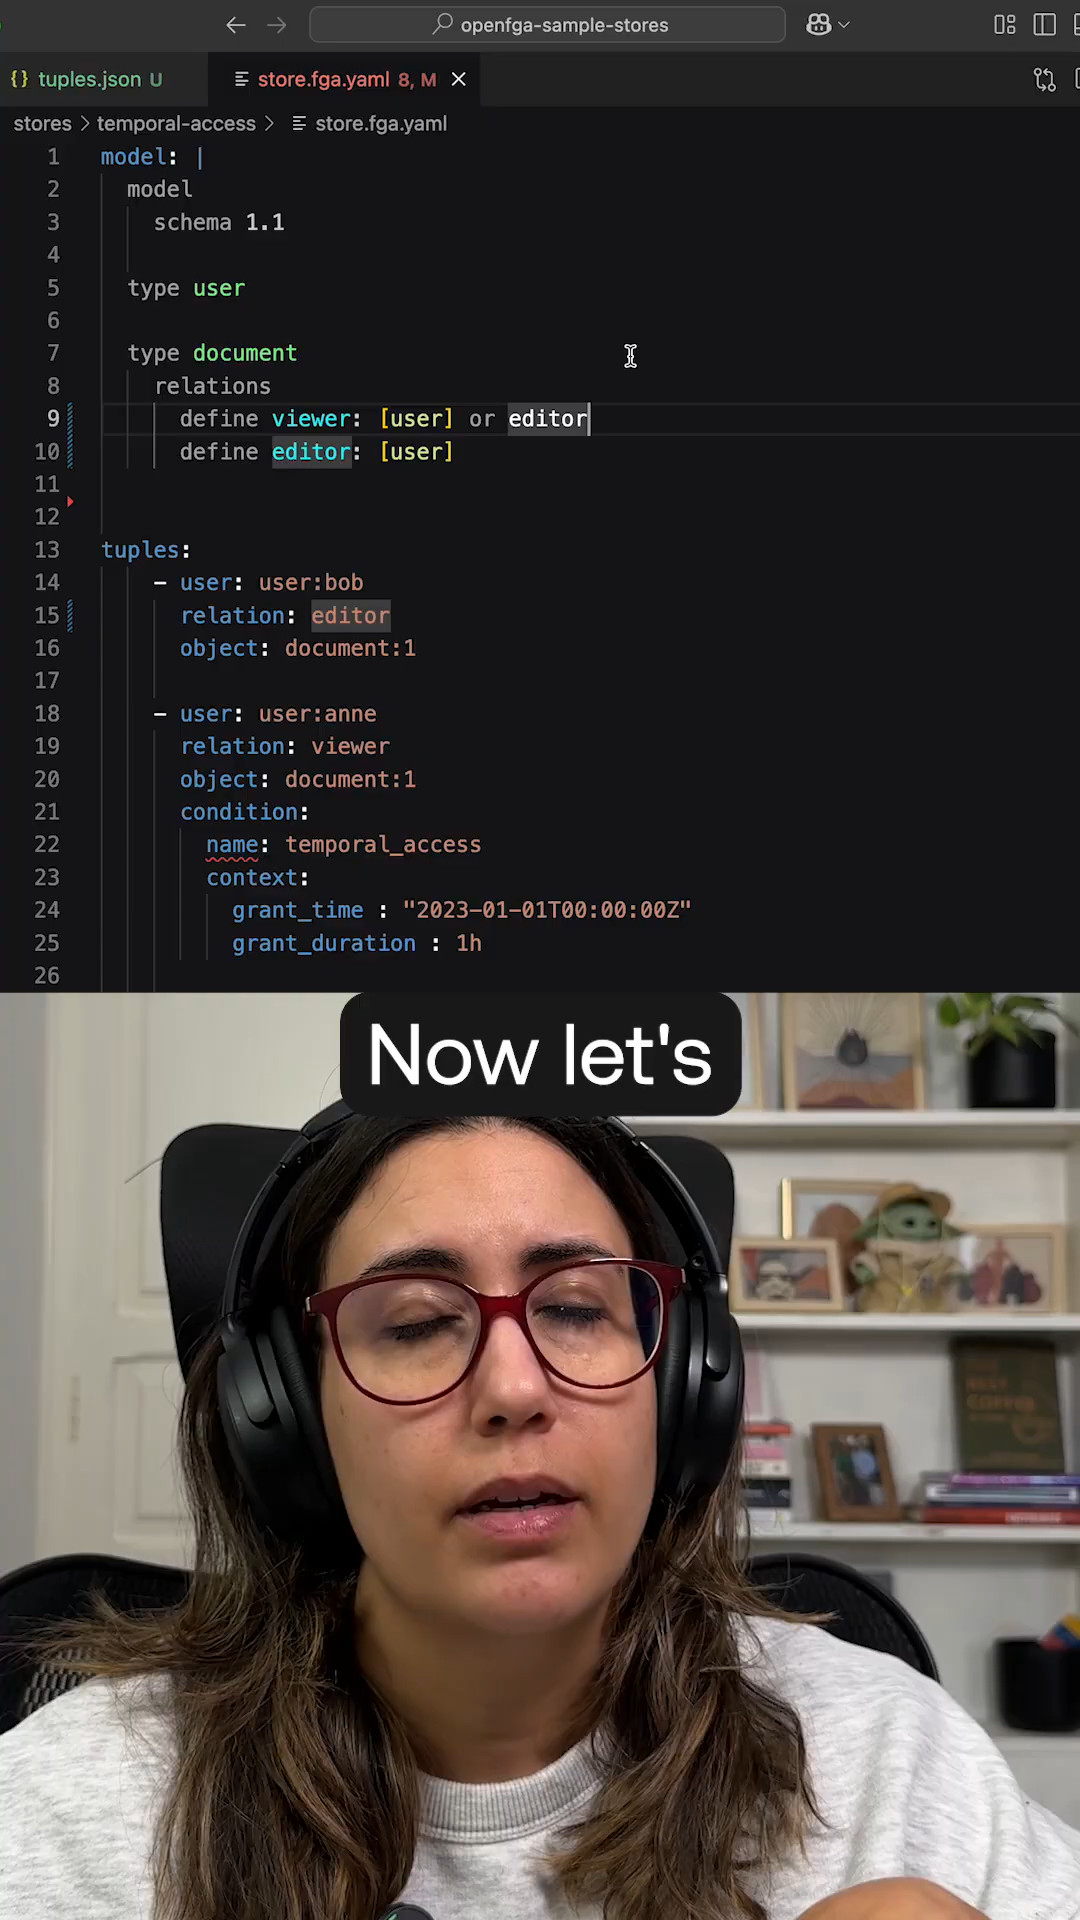 openfga-sample-stores
{} tuples.json U
store.fga.yaml 8, M
stores > temporal-access > store.fga.yaml
1 model: |
2 model
3 schema 1.1
4
5 type user
6
7 type document
8 relations
9 define viewer: [user] or editor
10 define editor: [user]
11
12
13 tuples:
14 - user: user:bob
15 relation: editor
16 object: document:1
17
18 - user: user:anne
19 relation: viewer
20 object: document:1
21 condition:
22 name: temporal_access
23 context:
24 grant_time : "2023-01-01T00:00:00Z"
25 grant_duration : 1h
26
Now let's